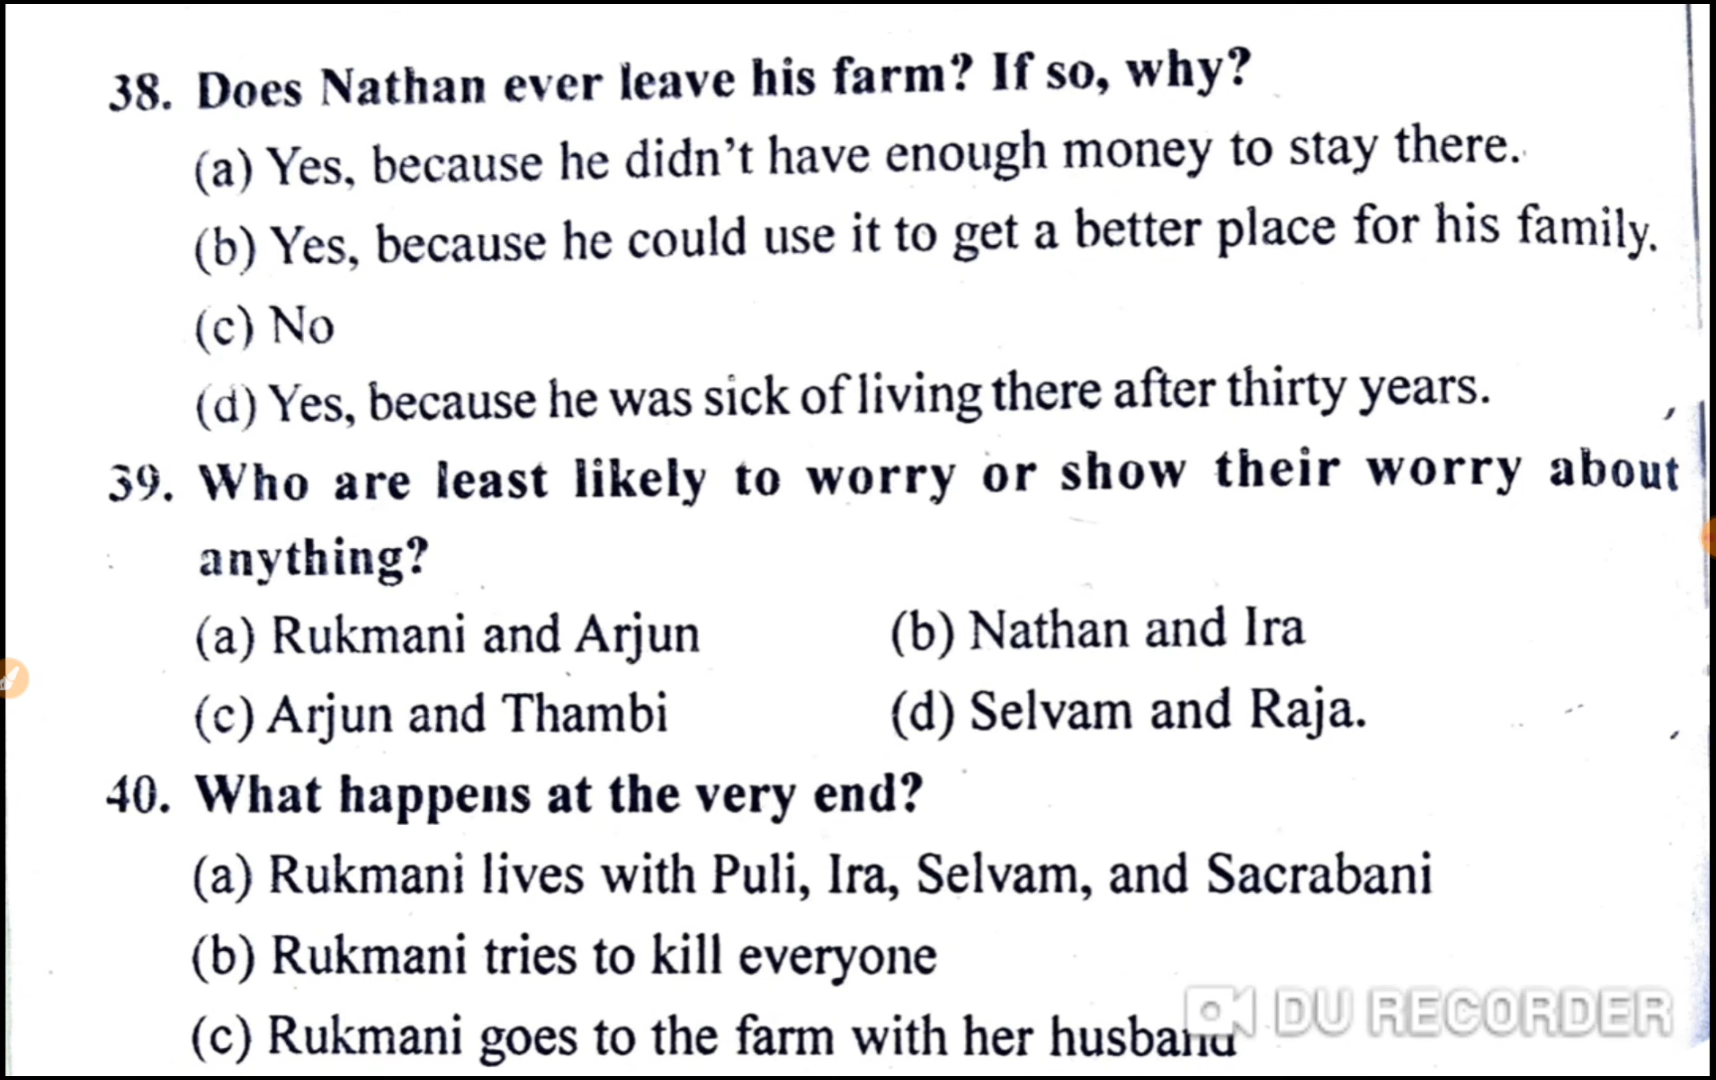 38. Does Nathan ever leave his farm? If so, why?
(a) Yes, because he didn't have enough money to stay there.
(b) Yes, because he could use it to get a better place for his family.
(c) No
(d) Yes, because he was sick of living there after thirty years.
39. Who are least likely to worry or show their worry about
anything?
(a) Rukmani and Arjun (b) Nathan and Ira
(c) Arjun and Thambi (d) Selvam and Raja.
40. What happens at the very end?
(a) Rukmani lives with Puli, Ira, Selvam, and Sacrabani
(b) Rukmani tries to kill everyone
(c) Rukmani goes to the farm with her husband
DU RECORDER